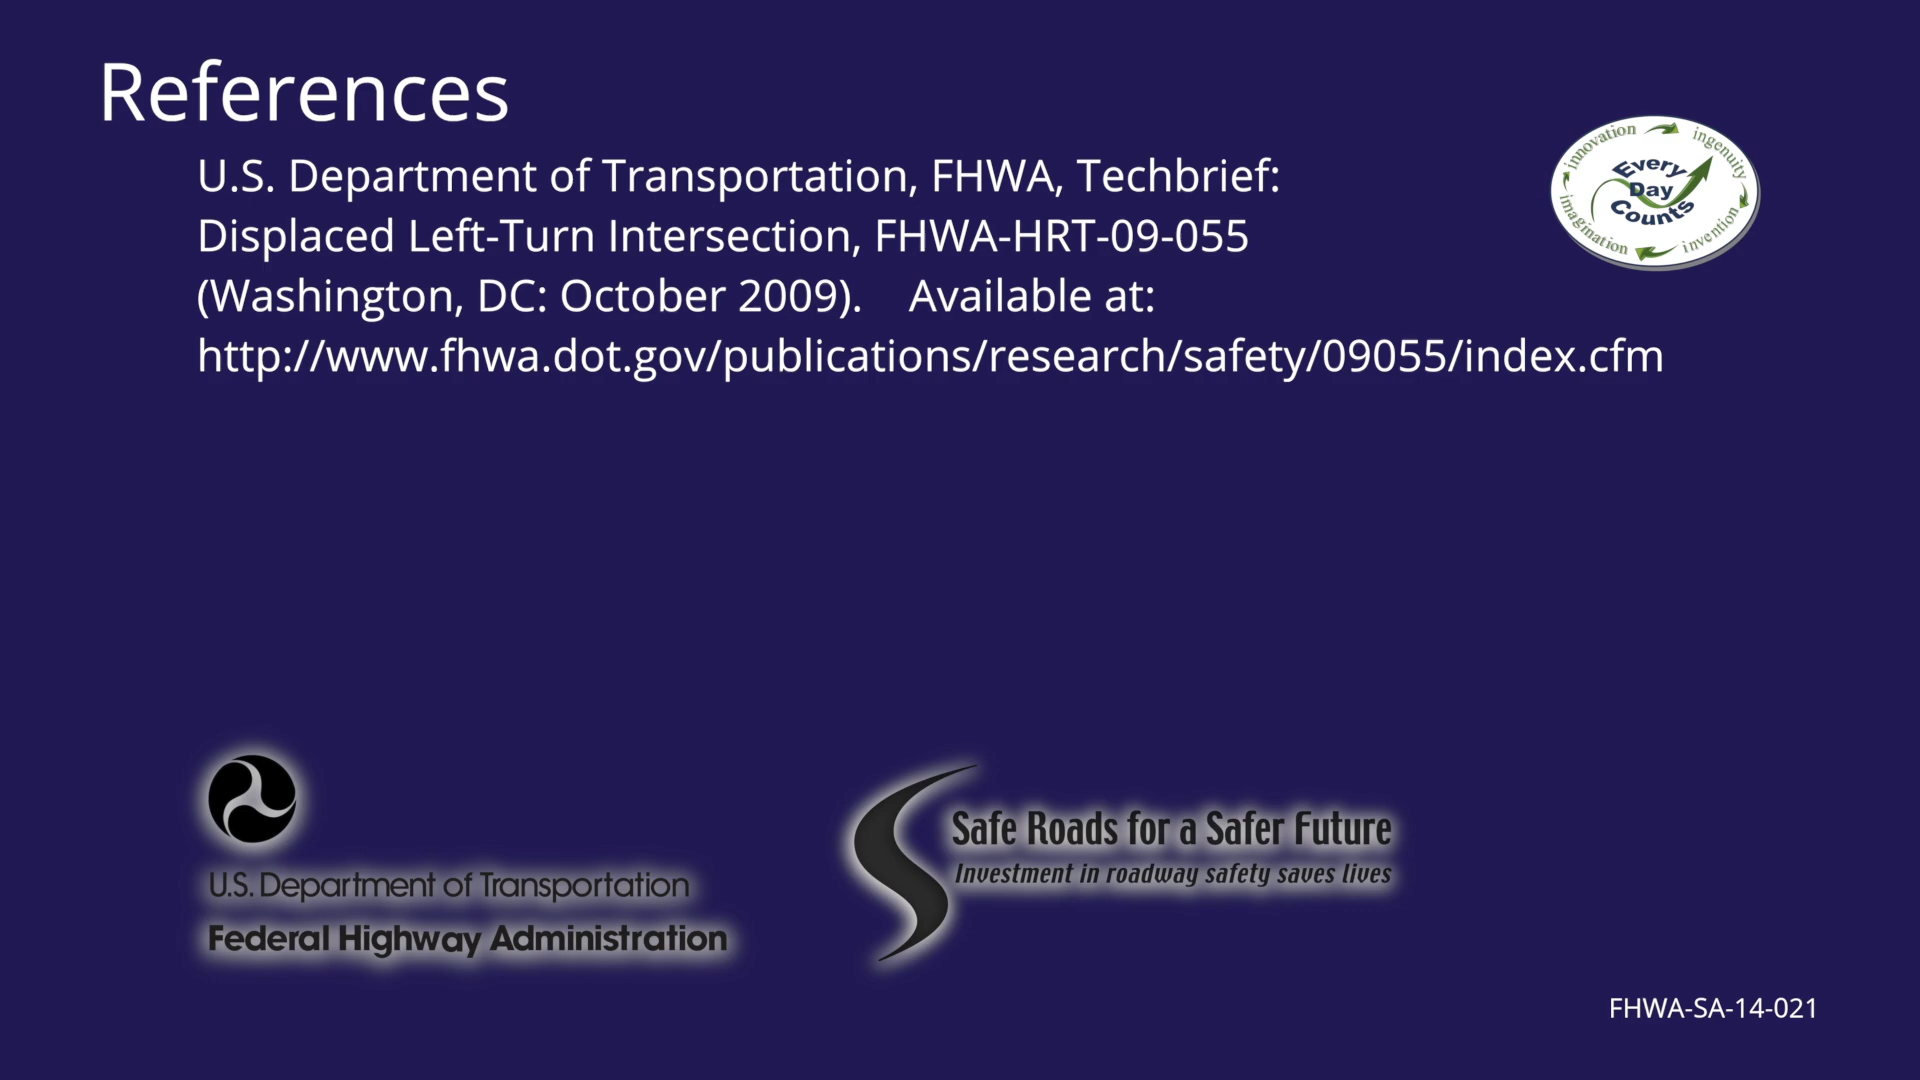 References
U.S. Department of Transportation, FHWA, Techbrief:
Displaced Left-Turn Intersection, FHWA-HRT-09-055
(Washington, DC: October 2009). Available at:
http://www.fhwa.dot.gov/publications/research/safety/09055/index.cfm
innovation
ingenuity
invention
imagination
Every
Day
Counts
U.S. Department of Transportation
Federal Highway Administration
Safe Roads for a Safer Future
Investment in roadway safety saves lives
FHWA-SA-14-021